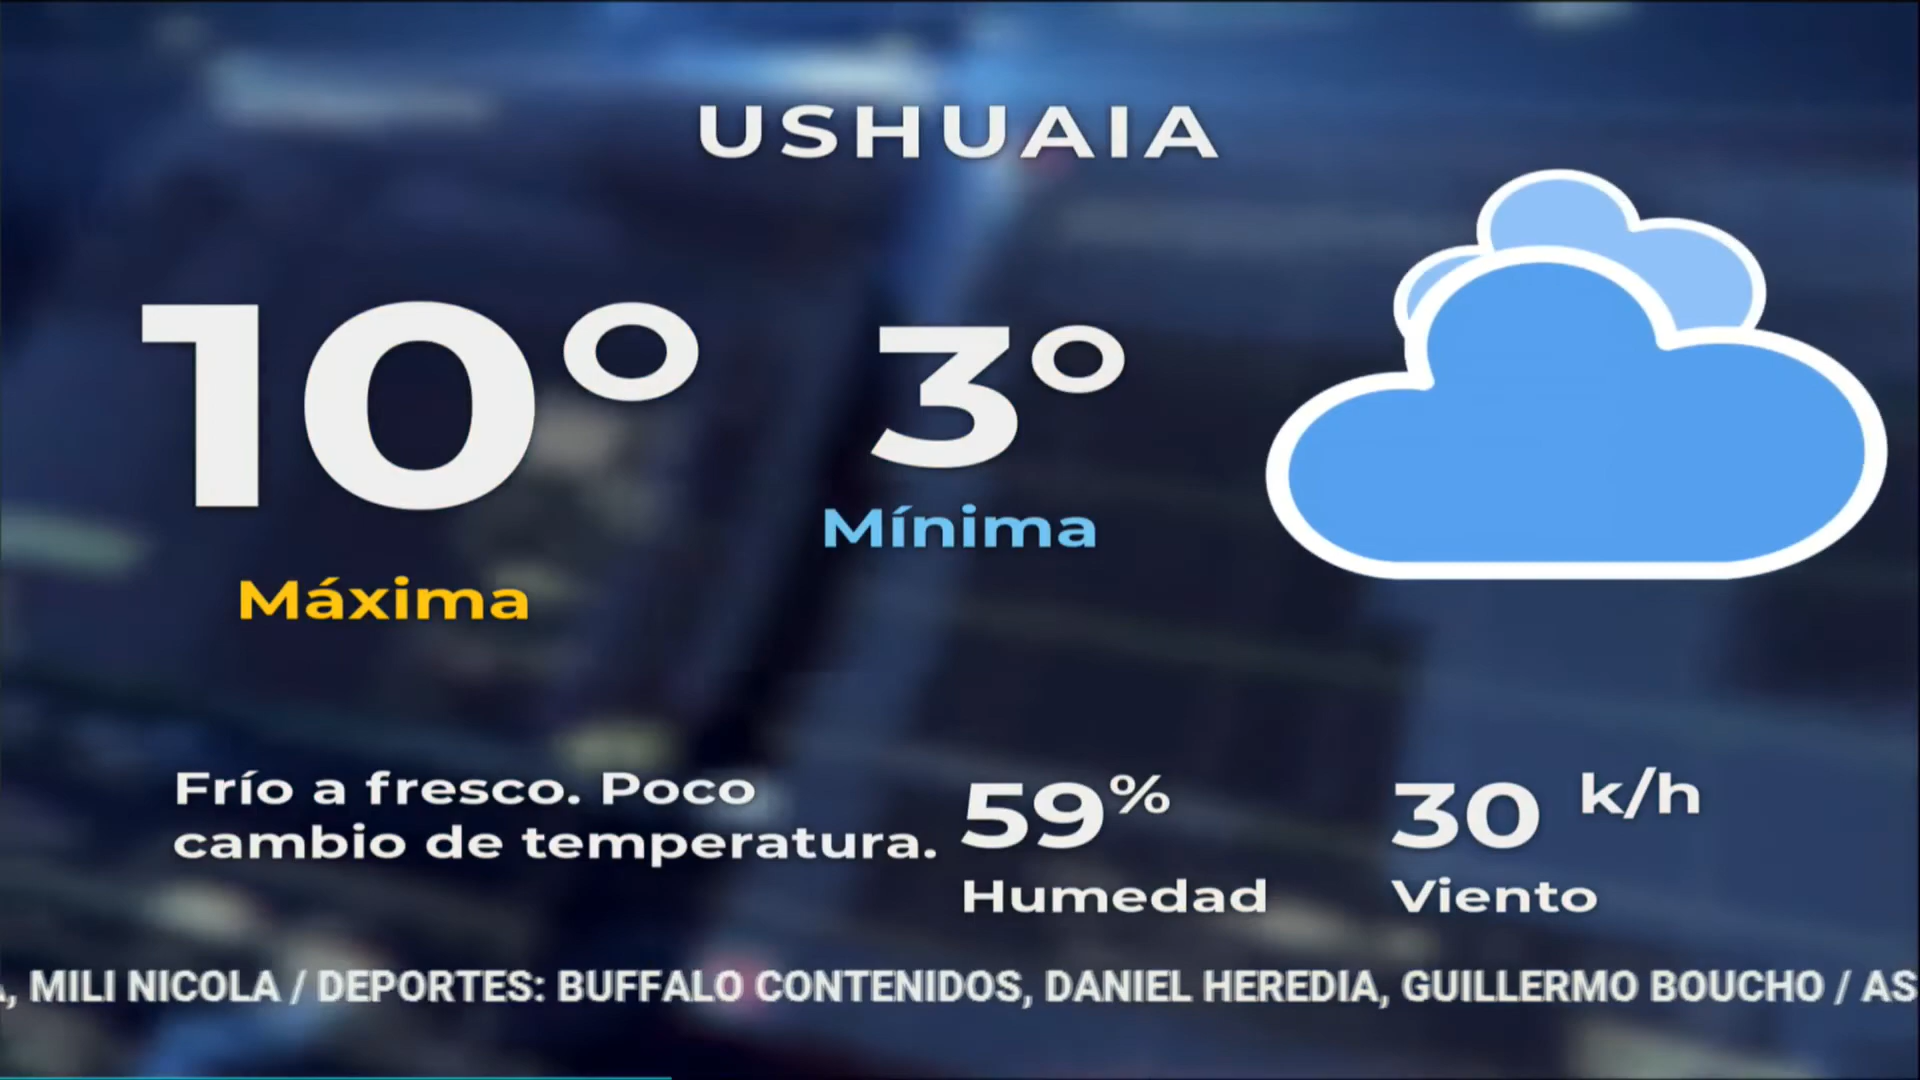 USHUAIA
10°
Máxima
3°
Mínima
Frío a fresco. Poco
cambio de temperatura.
59%
Humedad
30 k/h
Viento
, MILI NICOLA / DEPORTES: BUFFALO CONTENIDOS, DANIEL HEREDIA, GUILLERMO BOUCHO / AS